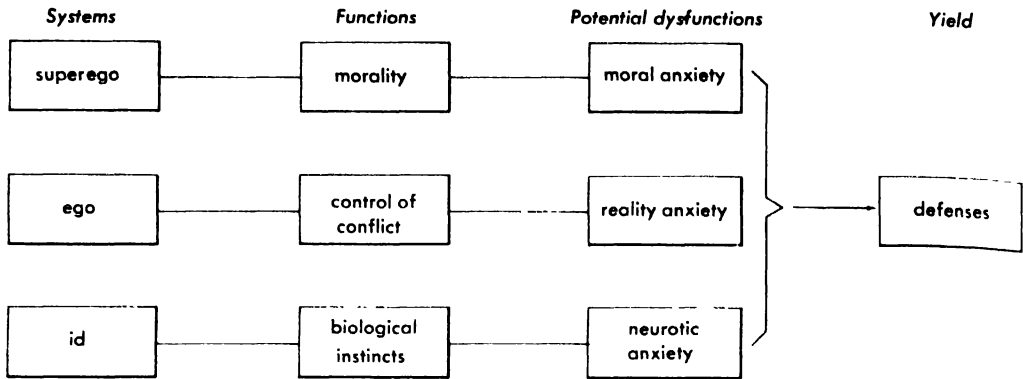 Systems Functions Potential dysfunctions Yield
superego morality moral anxiety
ego control of conflict reality anxiety defenses
id biological instincts neurotic anxiety